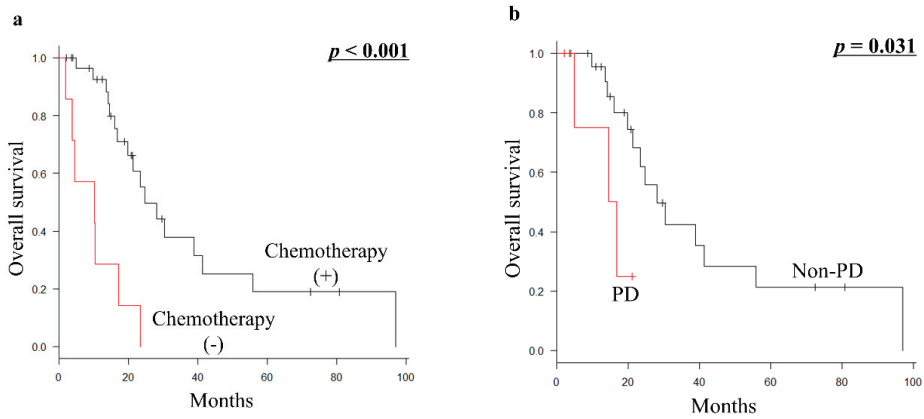 a
p < 0.001
Overall survival
1.0
0.8
0.6
0.4
0.2
0.0
Chemotherapy
(+)
Chemotherapy
(-)
0 20 40 60 80 100
Months
b
p = 0.031
Overall survival
1.0
0.8
0.6
0.4
0.2
0.0
Non-PD
PD
0 20 40 60 80 100
Months